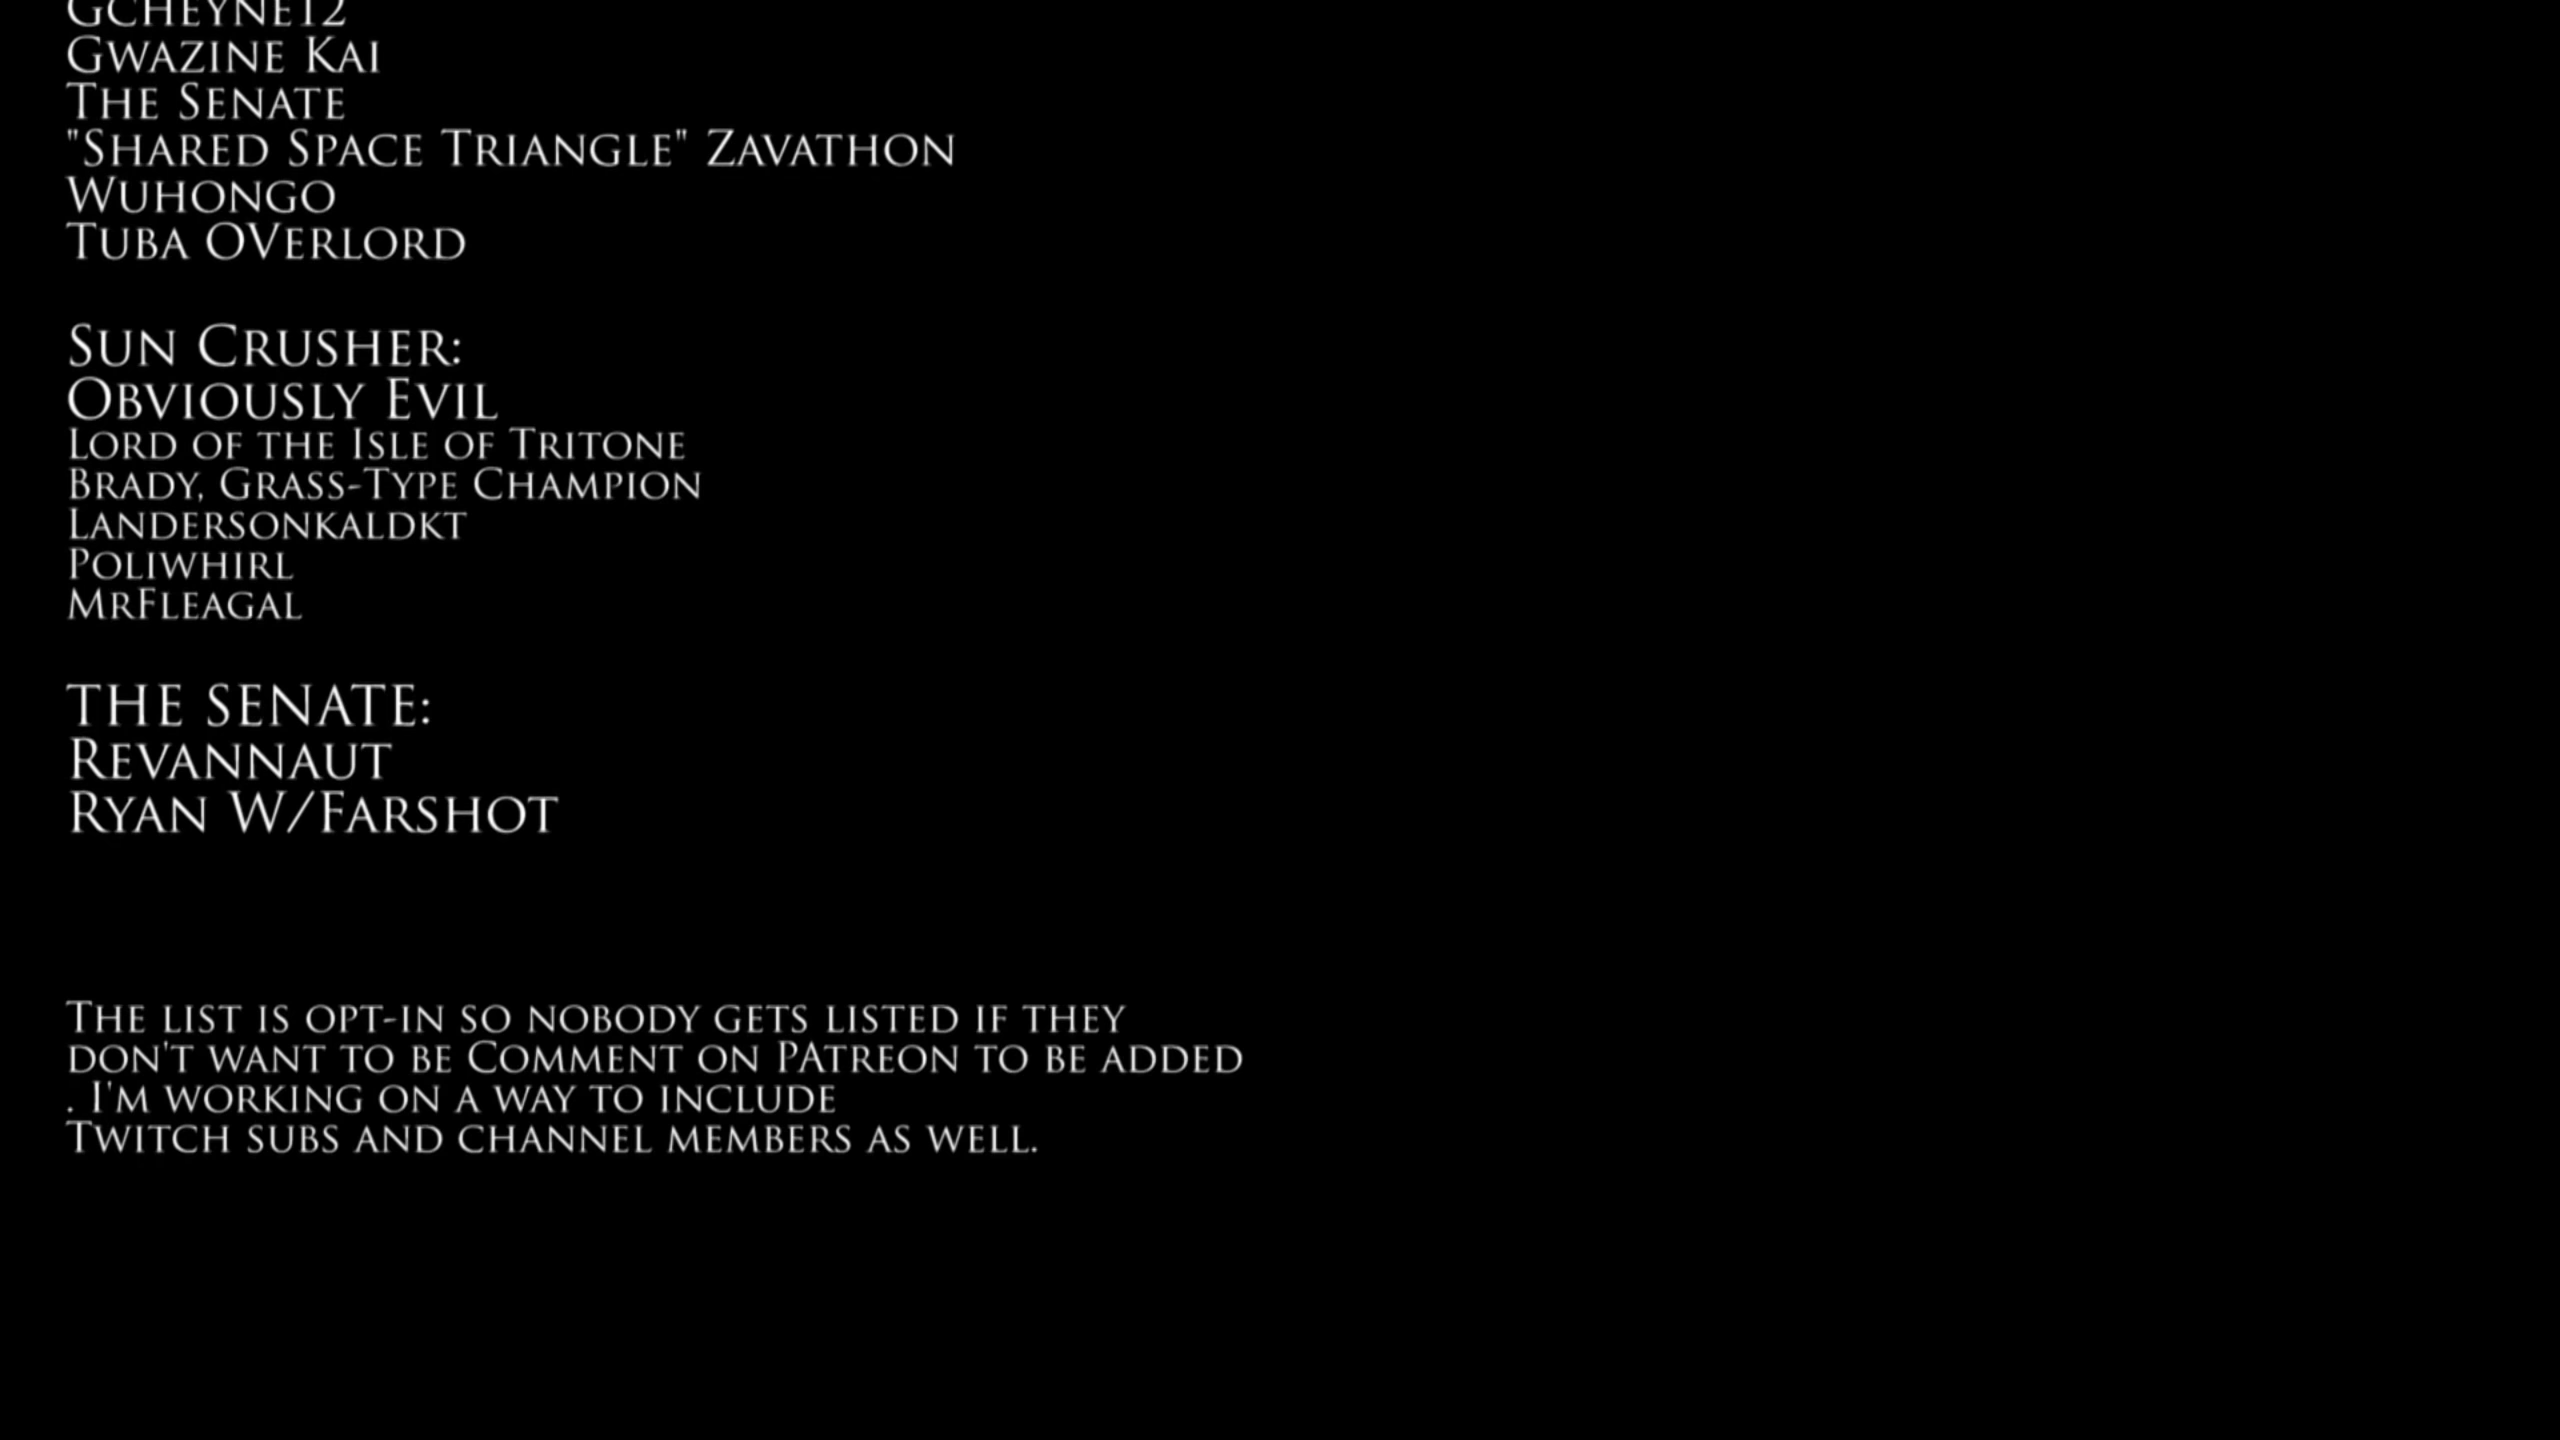 GCHEYNE12
GWAZINE KAI
THE SENATE
"SHARED SPACE TRIANGLE" ZAVATHON
WUHONGO
TUBA OVERLORD
SUN CRUSHER:
OBVIOUSLY EVIL
LORD OF THE ISLE OF TRITONE
BRADY, GRASS-TYPE CHAMPION
LANDERSONKALDKT
POLIWHIRL
MRFLEAGAL
THE SENATE:
REVANNAUT
RYAN W/FARSHOT
THE LIST IS OPT-IN SO NOBODY GETS LISTED IF THEY
DON'T WANT TO BE COMMENT ON PATREON TO BE ADDED
. I'M WORKING ON A WAY TO INCLUDE
TWITCH SUBS AND CHANNEL MEMBERS AS WELL.